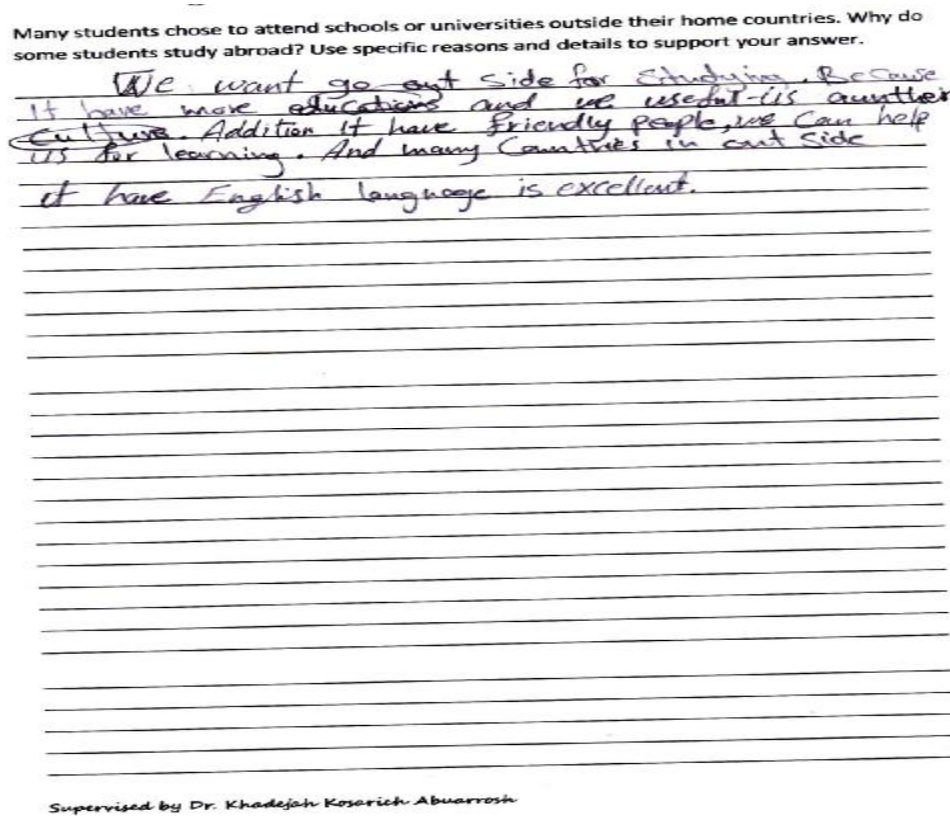 Many students chose to attend schools or universities outside their home countries. Why do
some students study abroad? Use specific reasons and details to support your answer.
We want go out side for Studying. Because
It have more educations and we useful-us aunther
Culture. Addition It have friendly people, we Can help
us for learning. And many Countries in out Side
it have English language is excellent.
Supervised by Dr. Khadejah Kosarich Abuarrosh